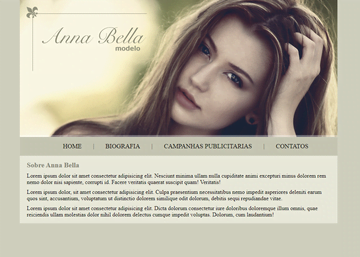 Anna Bella
modelo
HOME | BIOGRAFIA | CAMPANHAS PUBLICITARIAS | CONTATOS
Sobre Anna Bella
Lorem ipsum dolor sit amet consectetur adipisicing elit. Nesciunt minima ullam nulla cupiditate animi excepturi minus dolorem rem
nemo dolor nisi sapiente, corrupti id. Facere veritatis quaerat suscipit quam! Veritatis!
Lorem ipsum dolor sit amet consectetur adipisicing elit. Culpa praesentium necessitatibus nemo impedit asperiores deleniti earum
quos sint, accusantium, voluptatum ut distinctio dolorem similique odit dolorum, debitis sequi repudiandae vitae.
Lorem ipsum dolor sit amet consectetur adipisicing elit. Dicta dolorum consectetur iure doloribus doloremque illum omnis, quae
reiciendis ullam molestias dolor nihil dolorem delectus cumque impedit voluptas. Dolorum, cum laudantium!